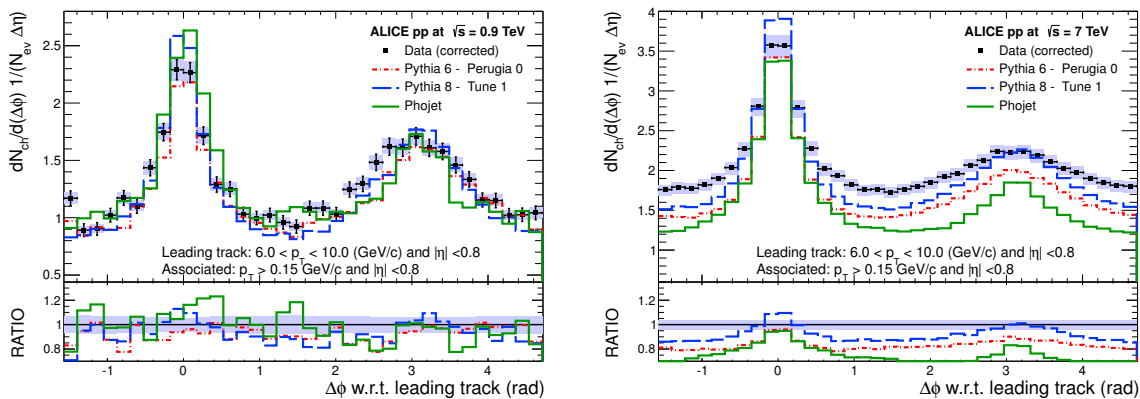 ALICE pp at √s = 0.9 TeV
Data (corrected)
Pythia 6 - Perugia 0
Pythia 8 - Tune 1
Phojet
dN_ch/d(Δϕ) 1/(N_ev Δη)
2.5
2
1.5
1
0.5
Leading track: 6.0 < p_T < 10.0 (GeV/c) and |η| <0.8
Associated: p_T > 0.15 GeV/c and |η| <0.8
RATIO
1.2
1
0.8
-1 0 1 2 3 4
Δϕ w.r.t. leading track (rad)
ALICE pp at √s = 7 TeV
Data (corrected)
Pythia 6 - Perugia 0
Pythia 8 - Tune 1
Phojet
dN_ch/d(Δϕ) 1/(N_ev Δη)
4
3.5
3
2.5
2
1.5
1
Leading track: 6.0 < p_T < 10.0 (GeV/c) and |η| <0.8
Associated: p_T > 0.15 GeV/c and |η| <0.8
RATIO
1.2
1
0.8
-1 0 1 2 3 4
Δϕ w.r.t. leading track (rad)